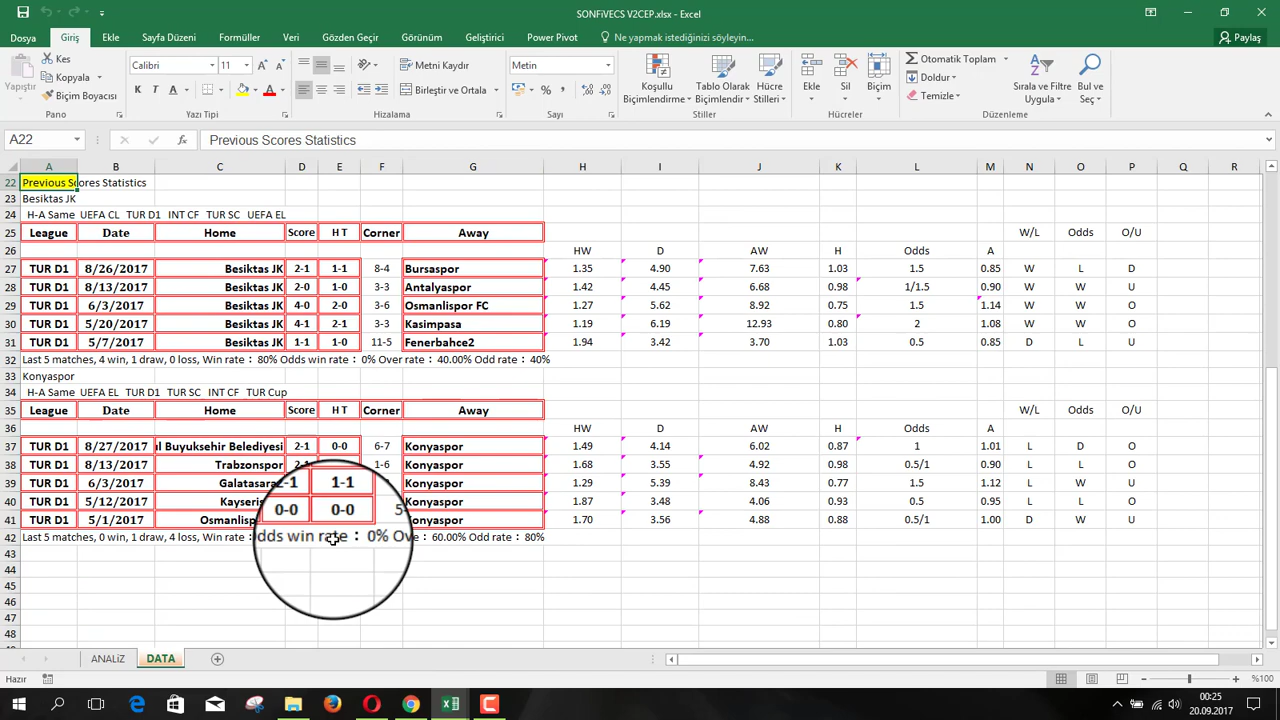 SONFiVECS V2CEP.xlsx - Excel
Dosya Giriş Ekle Sayfa Düzeni Formüller Veri Gözden Geçir Görünüm Geliştirici Power Pivot Ne yapmak istediğinizi söyleyin... Paylaş
Yapıştır Kes Kopyala Biçim Boyacısı
Calibri 11 K T A A A
Metni Kaydır Birleştir ve Ortala
Metin
Koşullu Biçimlendirme Tablo Olarak Biçimlendir Hücre Stilleri
Ekle Sil Biçim
Otomatik Toplam Doldur Temizle Sırala ve Filtre Uygula Bul ve Seç
Pano Yazı Tipi Hizalama Sayı Stiller Hücreler Düzenleme
A22 fx Previous Scores Statistics
A B C D E F G H I J K L M N O P Q R
22 Previous Scores Statistics
23 Besiktas JK
24 H-A Same UEFA CL TUR D1 INT CF TUR SC UEFA EL
25 League Date Home Score H T Corner Away W/L Odds O/U
26 HW D AW H Odds A
27 TUR D1 8/26/2017 Besiktas JK 2-1 1-1 8-4 Bursaspor 1.35 4.90 7.63 1.03 1.5 0.85 W L D
28 TUR D1 8/13/2017 Besiktas JK 2-0 1-0 3-3 Antalyaspor 1.42 4.45 6.68 0.98 1/1.5 0.90 W W U
29 TUR D1 6/3/2017 Besiktas JK 4-0 2-0 3-6 Osmanlispor FC 1.27 5.62 8.92 0.75 1.5 1.14 W W O
30 TUR D1 5/20/2017 Besiktas JK 4-1 2-1 3-3 Kasimpasa 1.19 6.19 12.93 0.80 2 1.08 W W O
31 TUR D1 5/7/2017 Besiktas JK 1-1 1-0 11-5 Fenerbahce2 1.94 3.42 3.70 1.03 0.5 0.85 D L U
32 Last 5 matches, 4 win, 1 draw, 0 loss, Win rate： 80% Odds win rate： 0% Over rate： 40.00% Odd rate： 40%
33 Konyaspor
34 H-A Same UEFA EL TUR D1 TUR SC INT CF TUR Cup
35 League Date Home Score H T Corner Away W/L Odds O/U
36 HW D AW H Odds A
37 TUR D1 8/27/2017 ul Buyuksehir Belediyesi 2-1 0-0 6-7 Konyaspor 1.49 4.14 6.02 0.87 1 1.01 L D O
38 TUR D1 8/13/2017 Trabzonspor 2-1 1-6 Konyaspor 1.68 3.55 4.92 0.98 0.5/1 0.90 L L O
39 TUR D1 6/3/2017 Galatasaray -1 1-1 Konyaspor 1.29 5.39 8.43 0.77 1.5 1.12 L L U
40 TUR D1 5/12/2017 Kayseris 0-0 0-0 5- Konyaspor 1.87 3.48 4.06 0.93 0.5 0.95 L L O
41 TUR D1 5/1/2017 Osmanlisp Konyaspor 1.70 3.56 4.88 0.88 0.5/1 1.00 D W U
42 Last 5 matches, 0 win, 1 draw, 4 loss, Win rate： dds win rate： 0% Ove ： 60.00% Odd rate： 80%
43
44
45
46
47
48
ANALİZ DATA
Hazır %100
00:25
20.09.2017